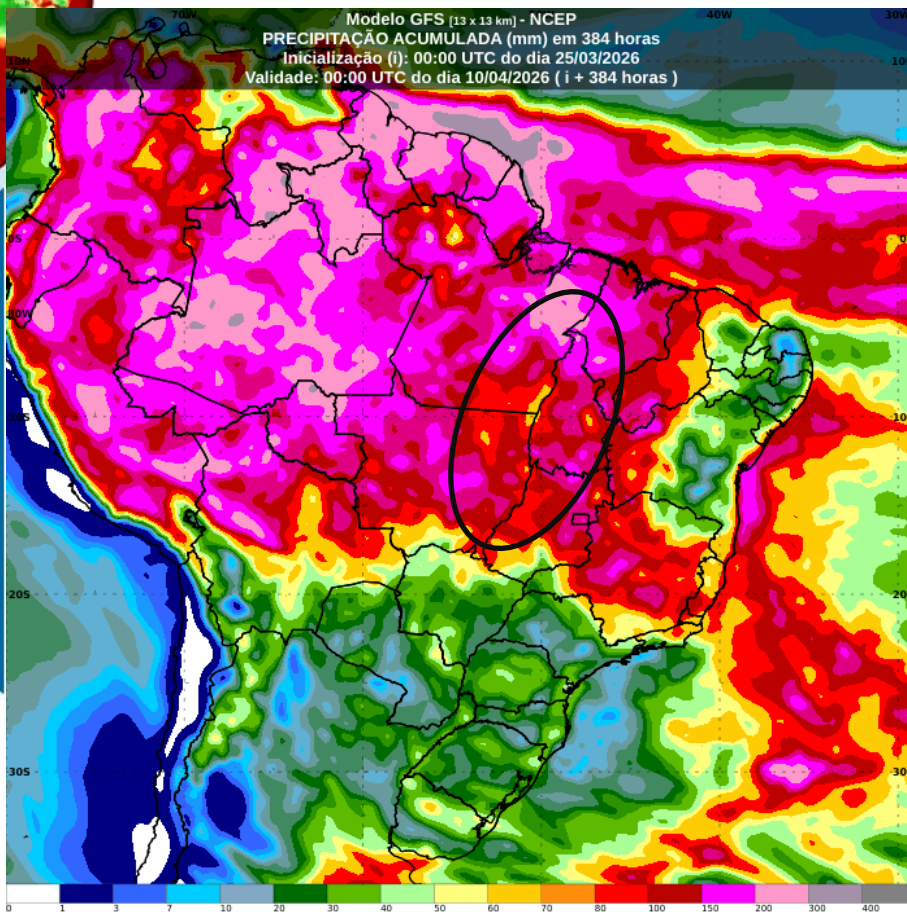 Modelo GFS [13 x 13 km] - NCEP
PRECIPITAÇÃO ACUMULADA (mm) em 384 horas
Inicialização (i): 00:00 UTC do dia 25/03/2026
Validade: 00:00 UTC do dia 10/04/2026 ( i + 384 horas )
70W 40W 30W
10N 10
0
80W
10S 10
20S 20
30S 30
0 1 3 7 10 20 30 40 50 60 70 80 100 150 200 300 400